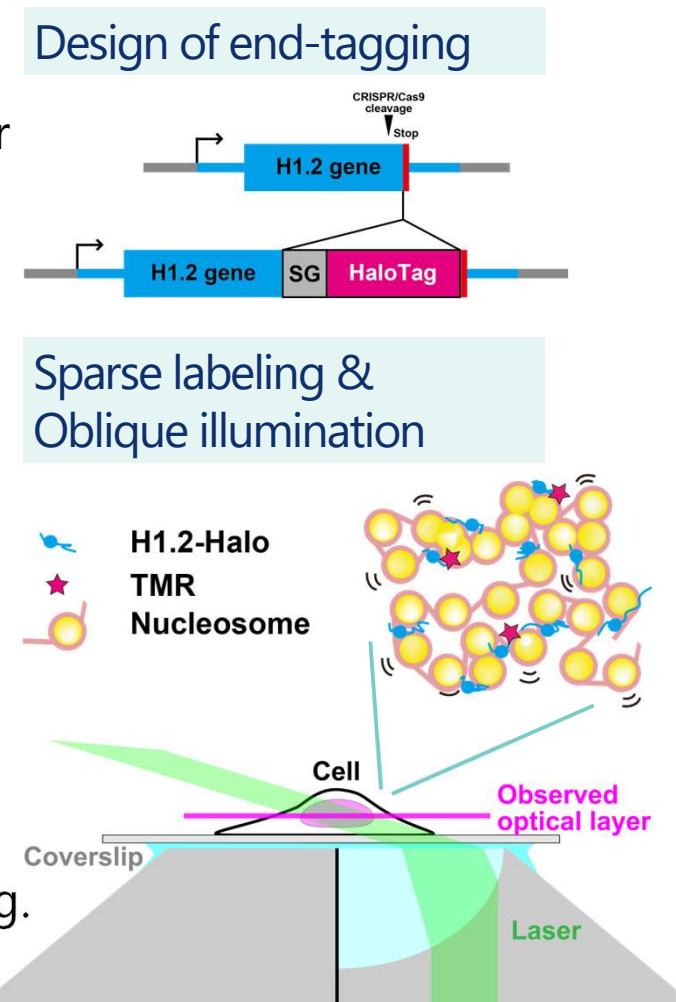 Design of end-tagging
r
CRISPR/Cas9
cleavage
Stop
H1.2 gene
H1.2 gene
SG
HaloTag
Sparse labeling &
Oblique illumination
H1.2-Halo
TMR
Nucleosome
Cell
Observed
optical layer
Coverslip
g.
Laser